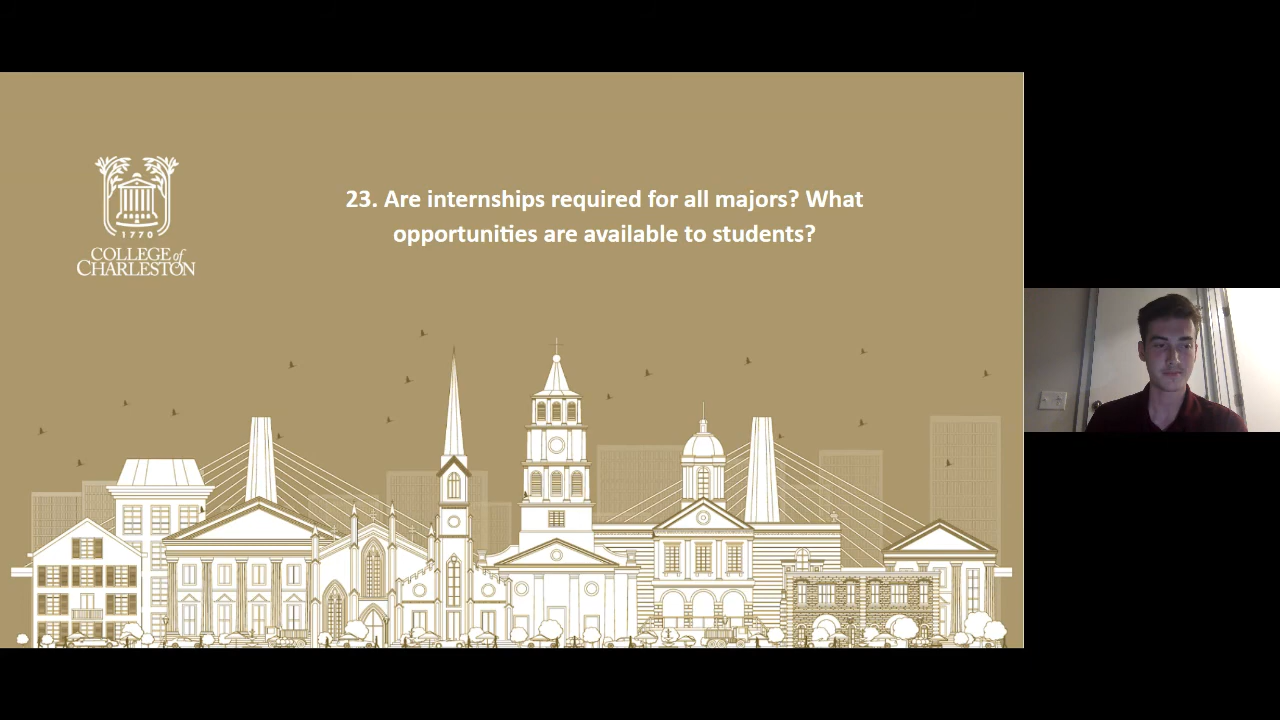 1770
COLLEGE of
CHARLESTON
23. Are internships required for all majors? What
opportunities are available to students?